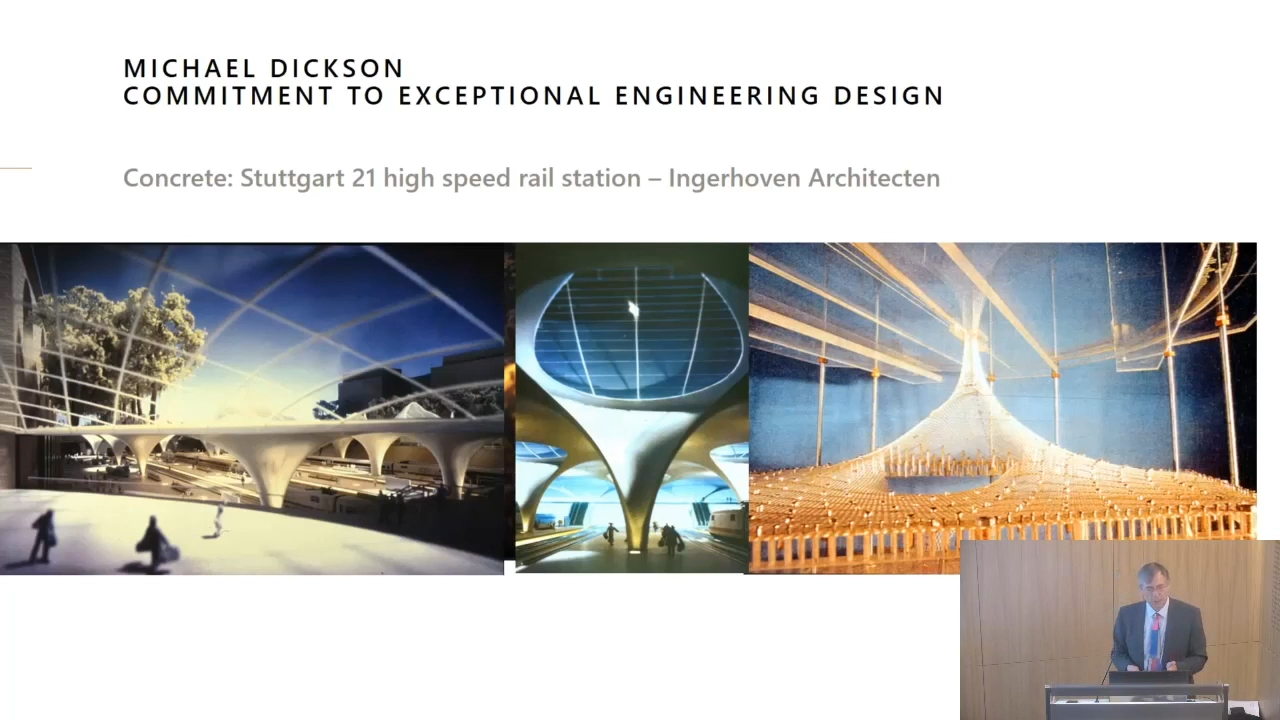 MICHAEL DICKSON
COMMITMENT TO EXCEPTIONAL ENGINEERING DESIGN
Concrete: Stuttgart 21 high speed rail station – Ingerhoven Architecten